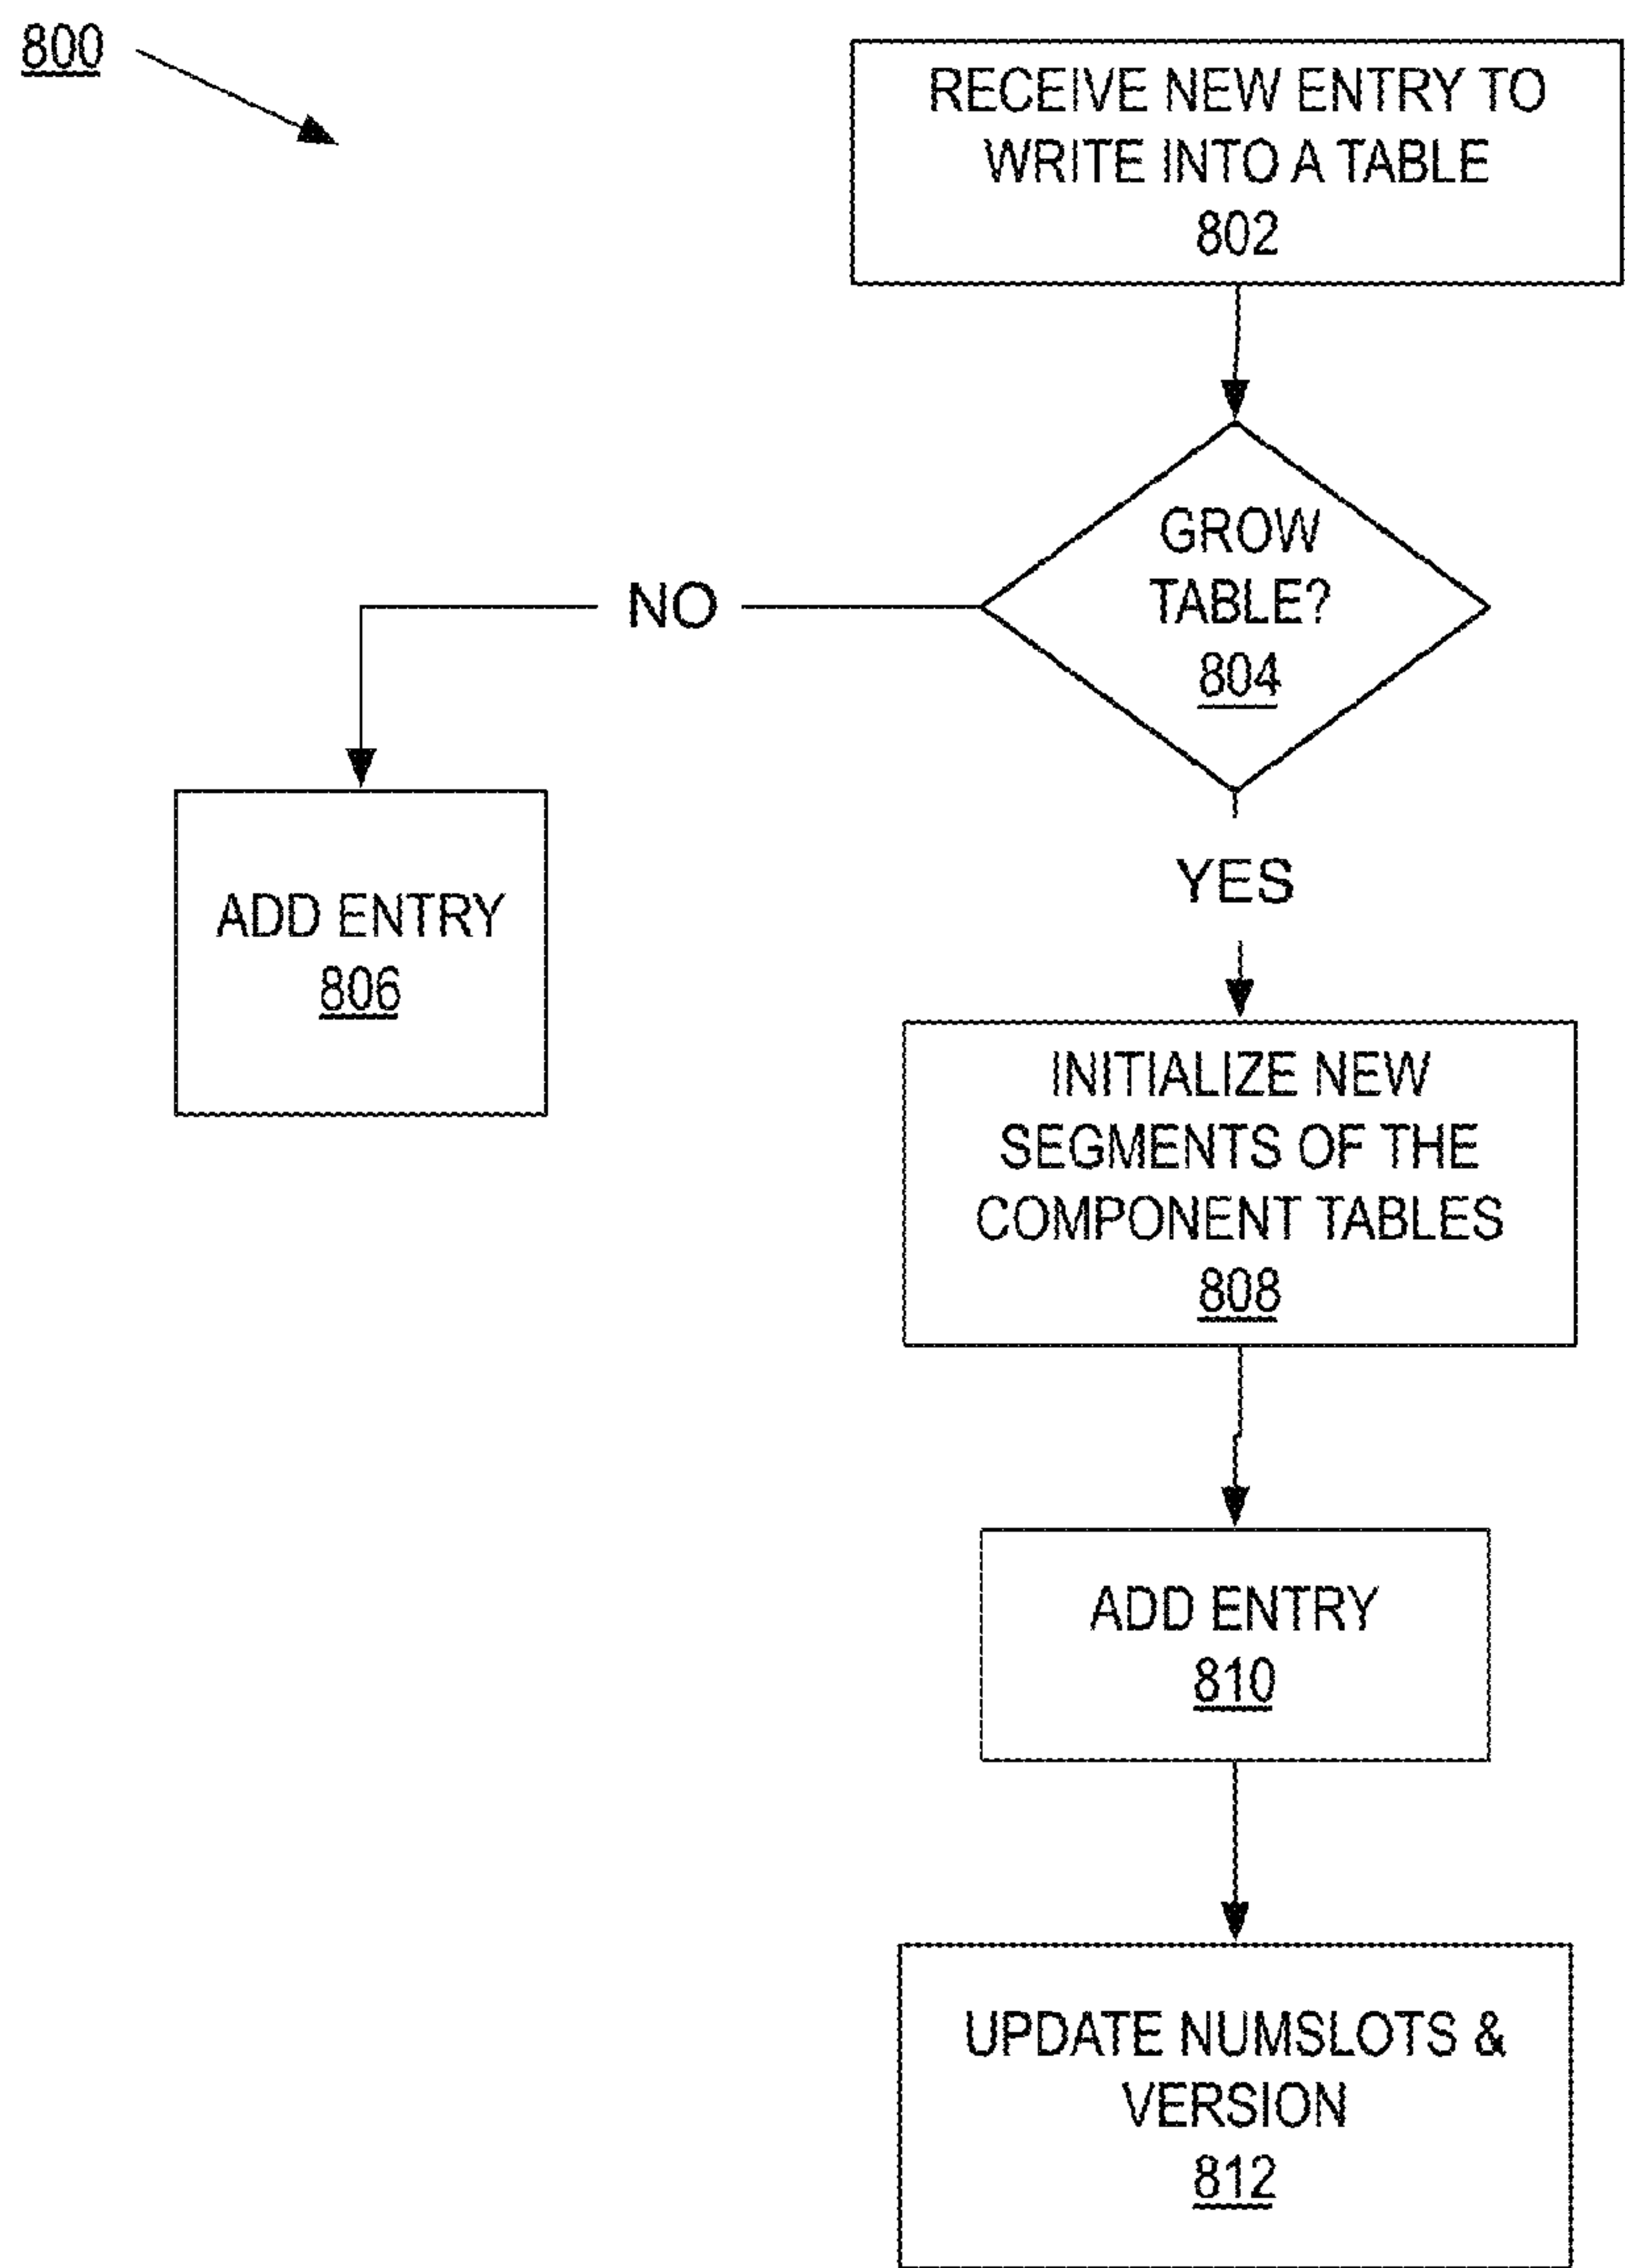 800
RECEIVE NEW ENTRY TO
WRITE INTO A TABLE
802
GROW
TABLE?
804
NO
YES
ADD ENTRY
806
INITIALIZE NEW
SEGMENTS OF THE
COMPONENT TABLES
808
ADD ENTRY
810
UPDATE NUMSLOTS &
VERSION
812